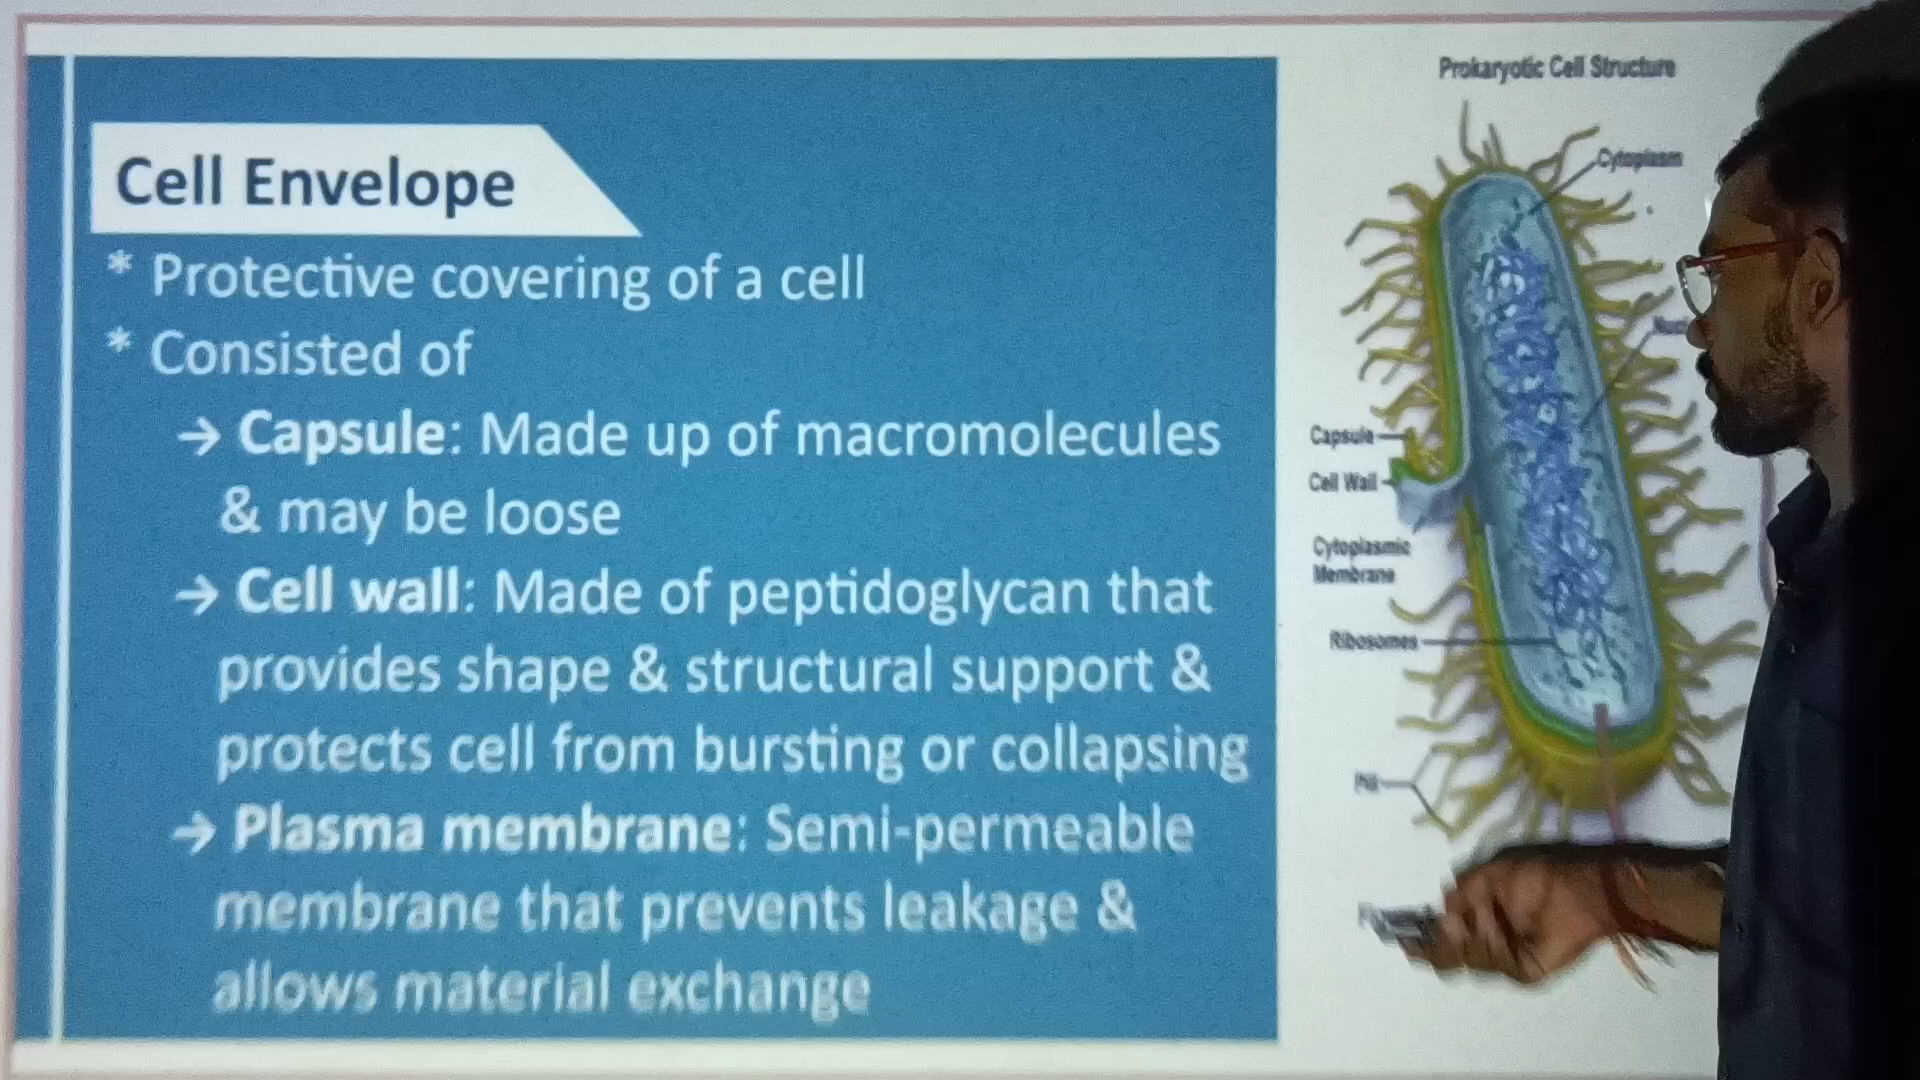 Prokaryotic Cell Structure
Cell Envelope
* Protective covering of a cell
* Consisted of
→ Capsule: Made up of macromolecules
& may be loose
→ Cell wall: Made of peptidoglycan that
provides shape & structural support &
protects cell from bursting or collapsing
→ Plasma membrane: Semi-permeable
membrane that prevents leakage &
allows material exchange
Cytoplasm
Capsule
Cell Wall
Cytoplasmic
Membrane
Ribosomes
Pili